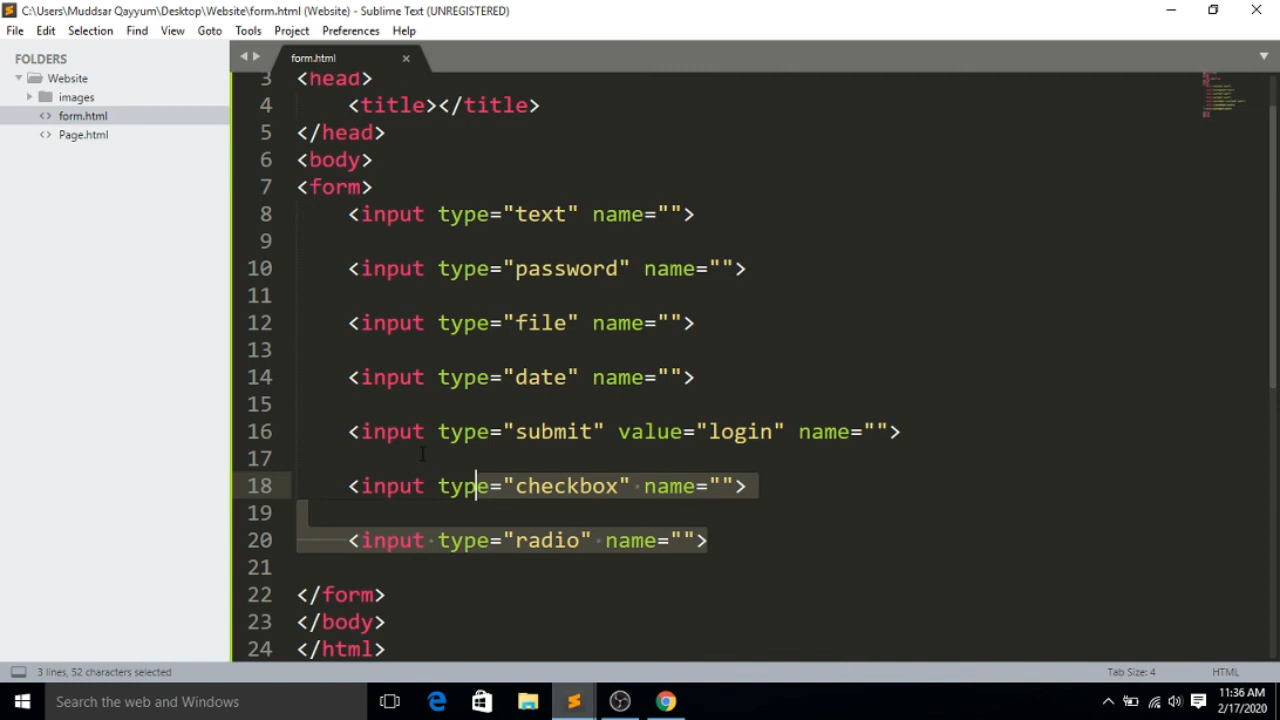 C:\Users\Muddsar Qayyum\Desktop\Website\form.html (Website) - Sublime Text (UNREGISTERED)
File Edit Selection Find View Goto Tools Project Preferences Help
FOLDERS
Website
images
form.html
Page.html
form.html
3 <head>
4 <title></title>
5 </head>
6 <body>
7 <form>
8 <input type="text" name="">
9
10 <input type="password" name="">
11
12 <input type="file" name="">
13
14 <input type="date" name="">
15
16 <input type="submit" value="login" name="">
17
18 <input type="checkbox" name="">
19
20 <input type="radio" name="">
21
22 </form>
23 </body>
24 </html>
3 lines, 52 characters selected
Tab Size: 4 HTML
Search the web and Windows
11:36 AM
2/17/2020